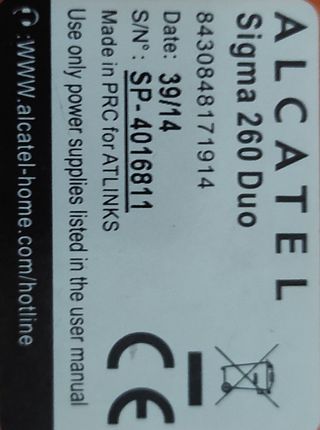 ALCATEL
Sigma 260 Duo
8430848171914
Date: 39/14
S/N°: SP-4016811
Made in PRC for ATLINKS
Use only power supplies listed in the user manual
:www.alcatel-home.com/hotline
CE